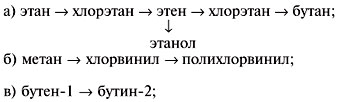 а) этан → хлорэтан → этен → хлорэтан → бутан;
↓
этанол
б) метан → хлорвинил → полихлорвинил;
в) бутен-1 → бутин-2;